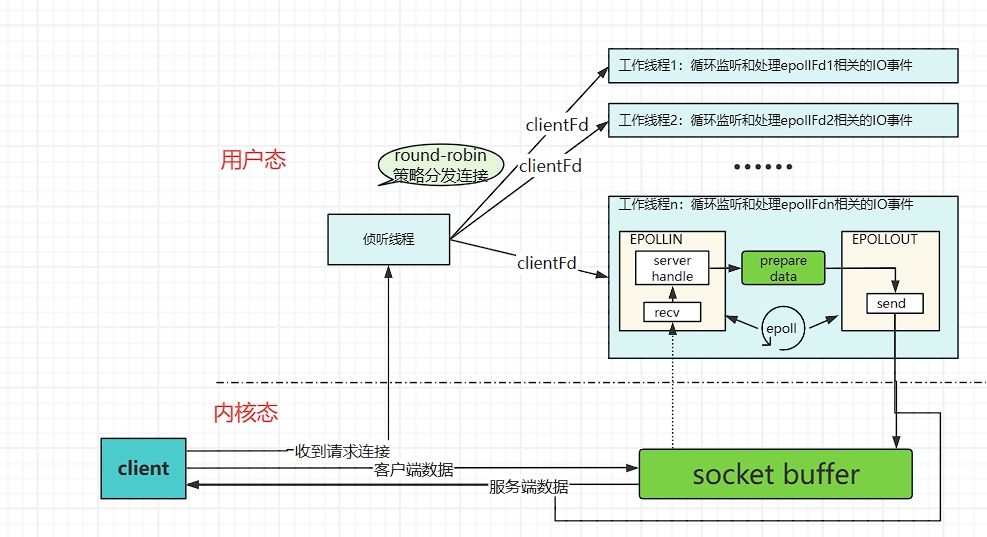 工作线程1：循环监听和处理epollFd1相关的IO事件
clientFd
工作线程2：循环监听和处理epollFd2相关的IO事件
用户态
round-robin
策略分发连接
clientFd
••••••
侦听线程
clientFd
工作线程n：循环监听和处理epollFdn相关的IO事件
EPOLLIN
server
handle
recv
prepare
data
epoll
EPOLLOUT
send
内核态
client
收到请求连接
客户端数据
服务端数据
socket buffer